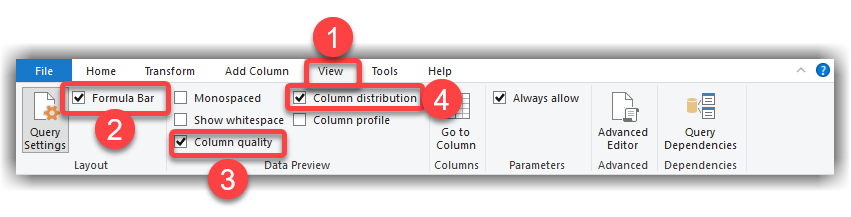 1
File Home Transform Add Column View Tools Help ?
Formula Bar Monospaced Column distribution 4 Always allow
2 Show whitespace Column profile
Query Settings Column quality Go to Column Advanced Editor Query Dependencies
Layout Data Preview Columns Parameters Advanced Dependencies
3